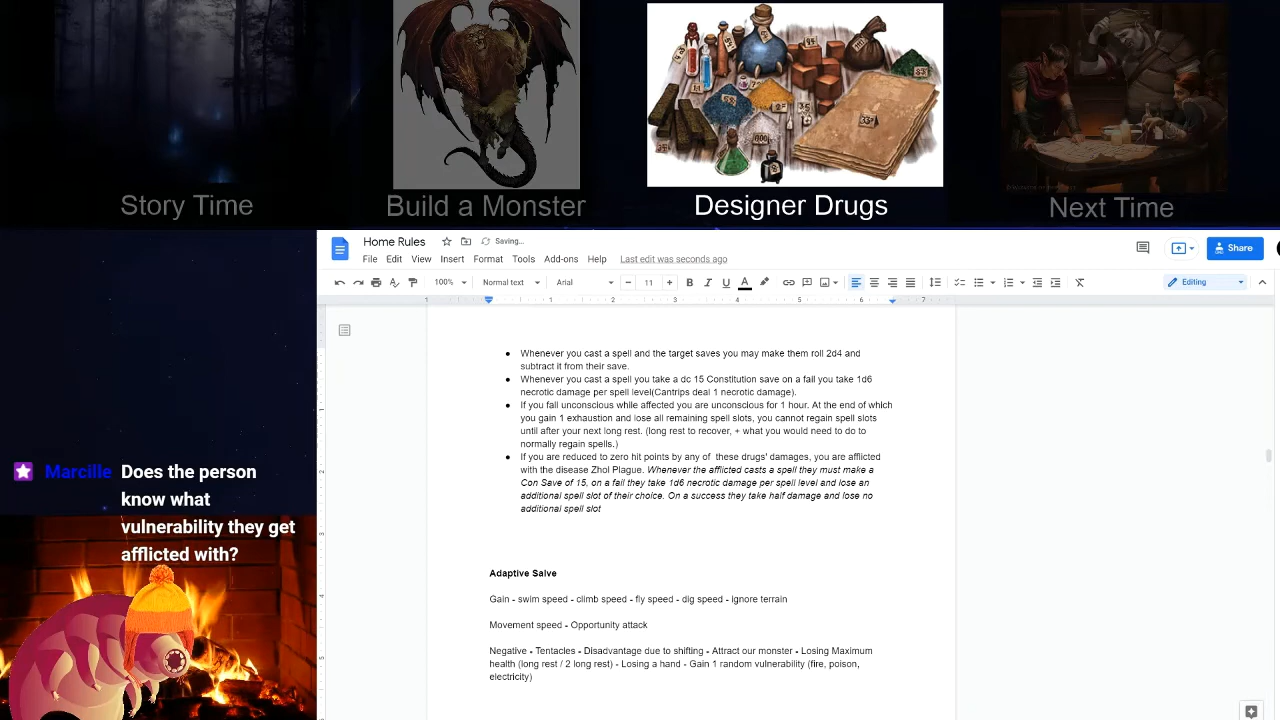 Story Time
Build a Monster
Designer Drugs
Next Time
Home Rules
Saving...
File Edit View Insert Format Tools Add-ons Help Last edit was seconds ago
Share
100% Normal text Arial 11 B I U A Editing
1 1 2 3 4 5 6 7
Whenever you cast a spell and the target saves you may make them roll 2d4 and
subtract it from their save.
Whenever you cast a spell you take a dc 15 Constitution save on a fail you take 1d6
necrotic damage per spell level(Cantrips deal 1 necrotic damage).
If you fall unconscious while affected you are unconscious for 1 hour. At the end of which
you gain 1 exhaustion and lose all remaining spell slots, you cannot regain spell slots
until after your next long rest. (long rest to recover, + what you would need to do to
normally regain spells.)
If you are reduced to zero hit points by any of these drugs' damages, you are afflicted
with the disease Zhol Plague. Whenever the afflicted casts a spell they must make a
Con Save of 15, on a fail they take 1d6 necrotic damage per spell level and lose an
additional spell slot of their choice. On a success they take half damage and lose no
additional spell slot
Adaptive Salve
Gain - swim speed - climb speed - fly speed - dig speed - ignore terrain
Movement speed - Opportunity attack
Negative - Tentacles - Disadvantage due to shifting - Attract our monster - Losing Maximum
health (long rest / 2 long rest) - Losing a hand - Gain 1 random vulnerability (fire, poison,
electricity)
Marcille Does the person
know what
vulnerability they get
afflicted with?